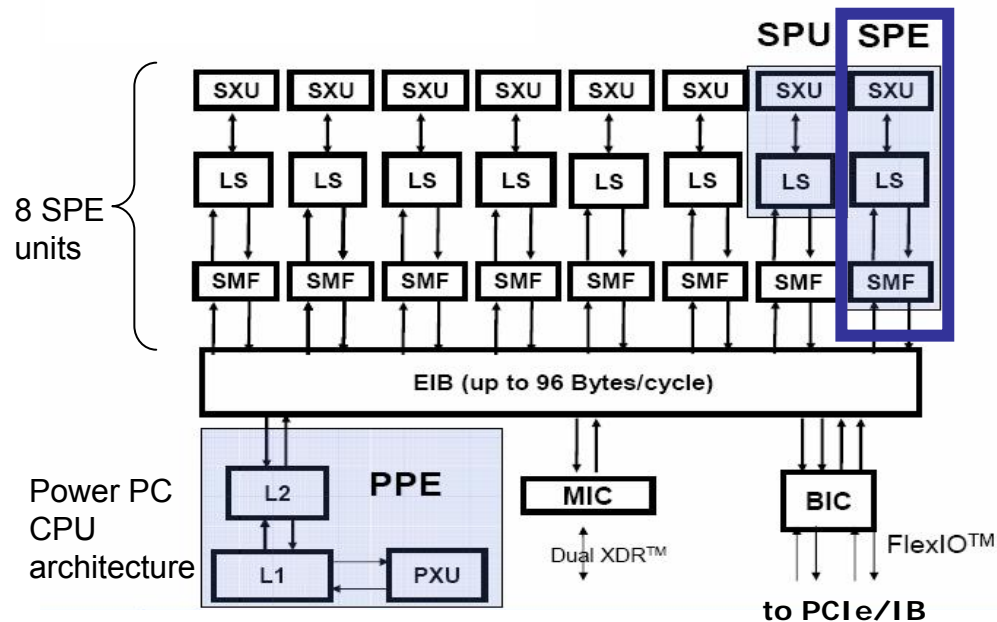 SPU SPE
SXU SXU SXU SXU SXU SXU SXU SXU
LS LS LS LS LS LS LS LS
8 SPE
units
SMF SMF SMF SMF SMF SMF SMF SMF
EIB (up to 96 Bytes/cycle)
Power PC
CPU
architecture
L2
PPE
L1
PXU
MIC
Dual XDR™
BIC
FlexIO™
to PCIe/IB